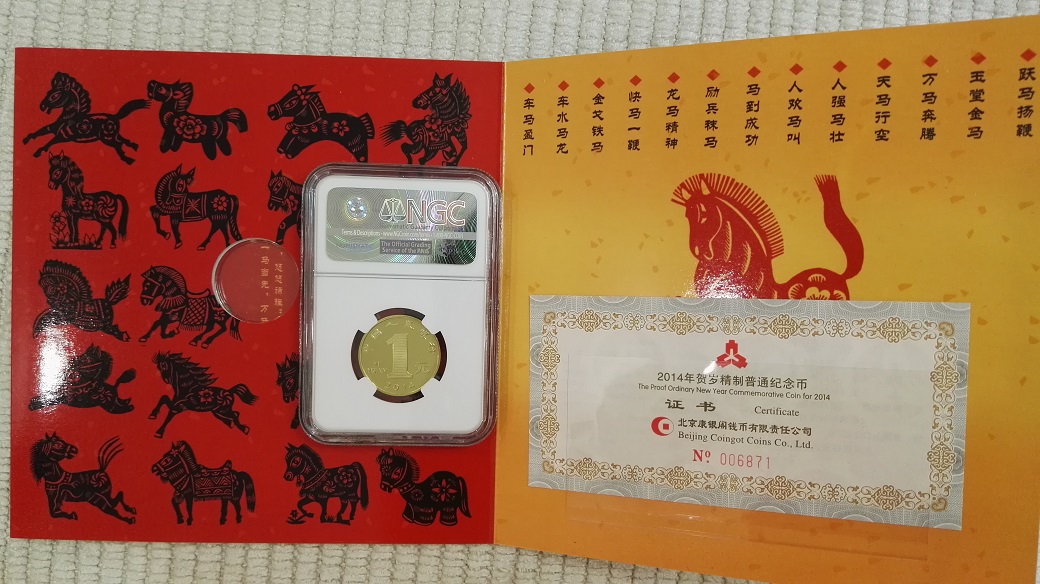 跃马扬鞭
玉堂金马
万马奔腾
天马行空
人强马壮
人欢马叫
马到成功
励兵秣马
龙马精神
快马一鞭
金戈铁马
车水马龙
车马盈门
NGC
The Official Grading
Service of the ANA
1 元
2014
2014年贺岁精制普通纪念币
The Proof Ordinary New Year Commemorative Coin for 2014
证书 Certificate
北京康银阁钱币有限责任公司
Beijing Coingot Coins Co., Ltd.
No. 006871